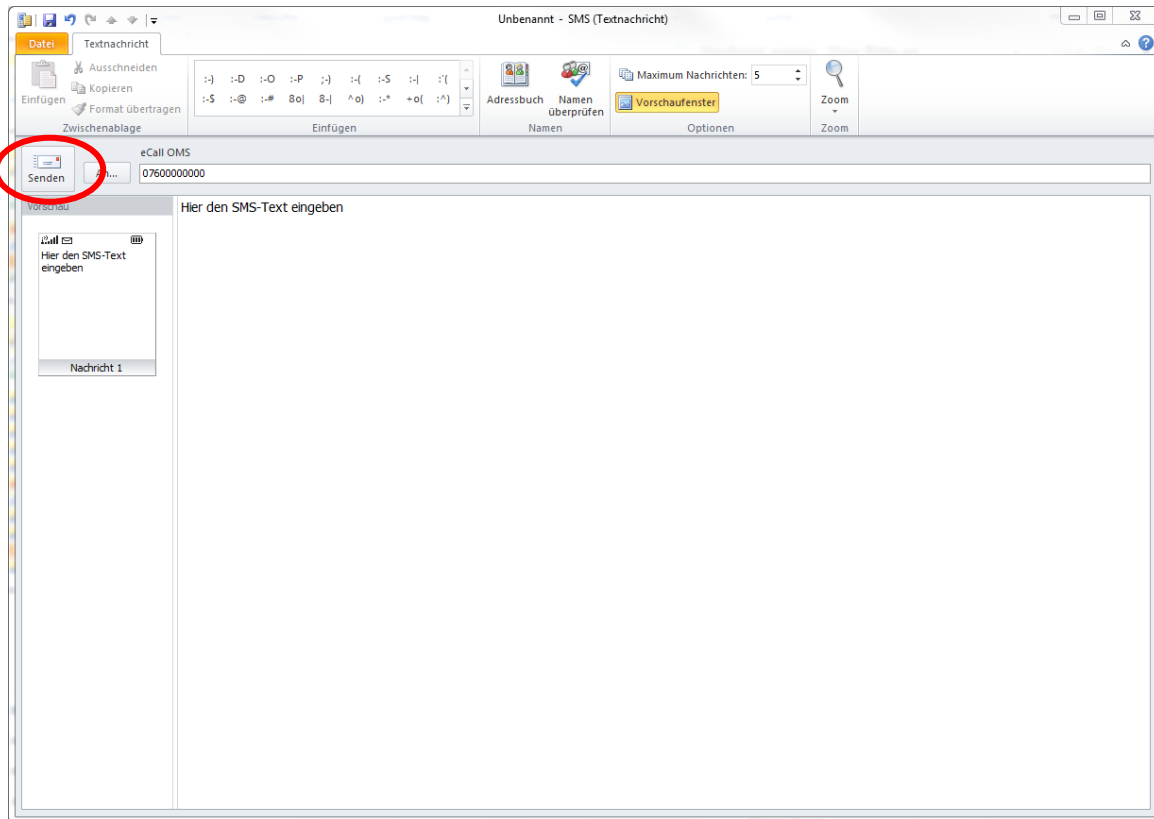 Unbenannt - SMS (Textnachricht)
Datei Textnachricht
Einfügen
Ausschneiden
Kopieren
Format übertragen
Zwischenablage
:-) :-D :-O :-P ;-) :-( :-S :-| :'(
:-$ :-@ :-# 8o| 8-| ^o) :-* +o( :^)
Einfügen
Adressbuch
Namen überprüfen
Namen
Maximum Nachrichten: 5
Vorschaufenster
Optionen
Zoom
Zoom
Senden
An...
eCall OMS
07600000000
Vorschau
Hier den SMS-Text
eingeben
Nachricht 1
Hier den SMS-Text eingeben